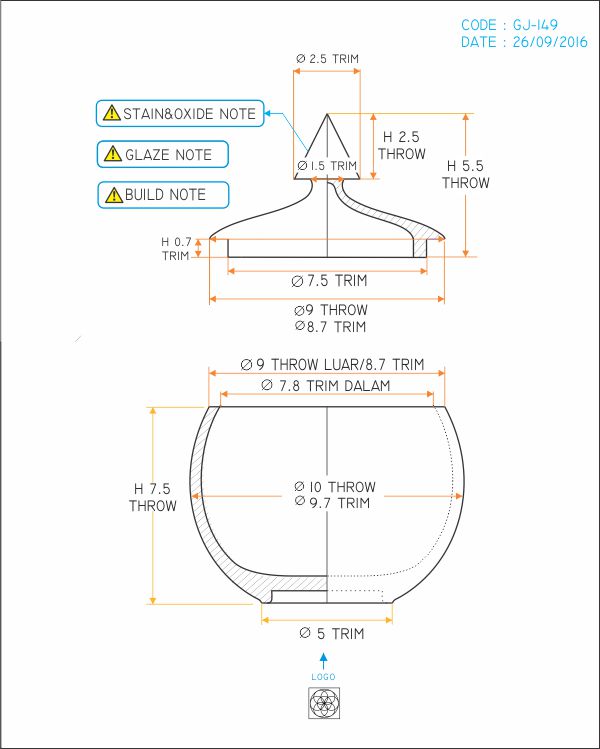 CODE : GJ-149
DATE : 26/09/2016
Ø 2.5 TRIM
STAIN&OXIDE NOTE
GLAZE NOTE
BUILD NOTE
Ø 1.5 TRIM
H 2.5
THROW
H 5.5
THROW
H 0.7
TRIM
Ø 7.5 TRIM
Ø9 THROW
Ø8.7 TRIM
Ø 9 THROW LUAR/8.7 TRIM
Ø 7.8 TRIM DALAM
H 7.5
THROW
Ø 10 THROW
Ø 9.7 TRIM
Ø 5 TRIM
LOGO